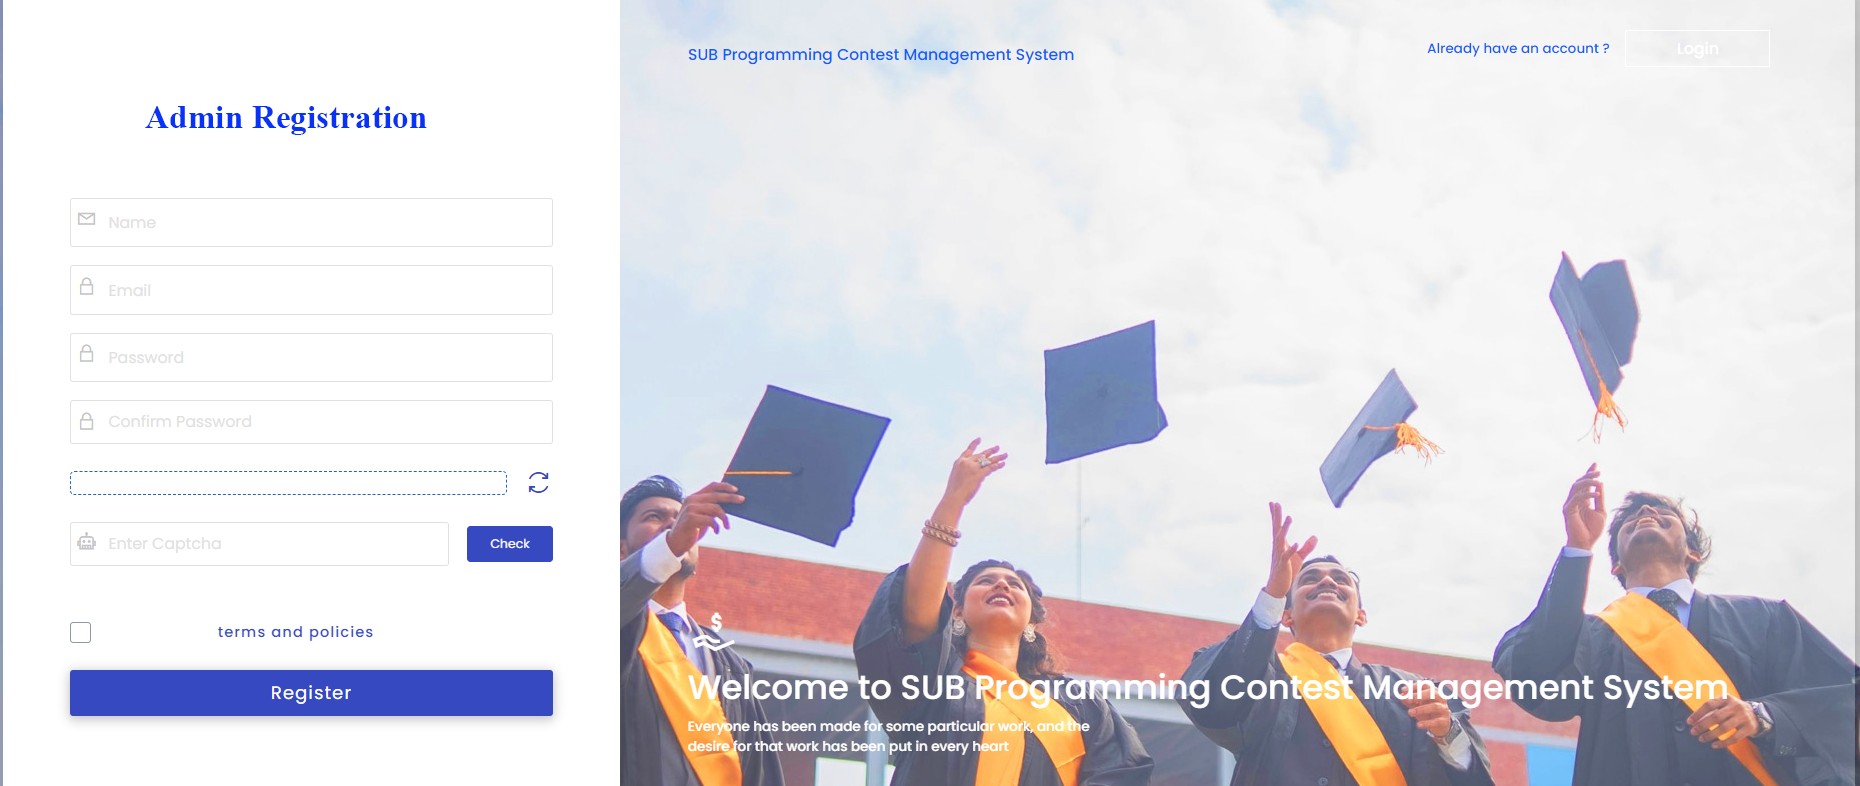 SUB Programming Contest Management System
Already have an account ?
Login
Admin Registration
Name
Email
Password
Confirm Password
Enter Captcha
Check
terms and policies
Register
$
Welcome to SUB Programming Contest Management System
Everyone has been made for some particular work, and the
desire for that work has been put in every heart